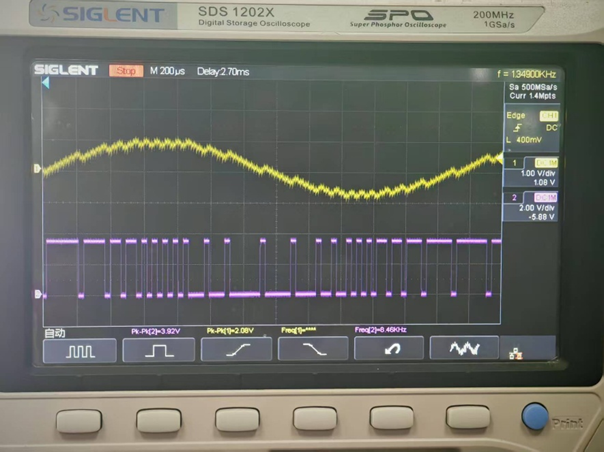 SIGLENT
SDS 1202X
Digital Storage Oscilloscope
SPO
Super Phosphor Oscilloscope
200MHz
1GSa/s
SIGLENT Stop M 200μs Delay:2.70ms f = 1.34900KHz
Sa 500MSa/s
Curr 1.4Mpts
Edge CH1
DC
L 400mV
1 DC1M
1.00 V/div
1.08 V
2 DC1M
2.00 V/div
-5.88 V
自动
Pk-Pk[2]=3.92V Pk-Pk[1]=2.08V Freq[1]=**** Freq[2]=8.46KHz
Print